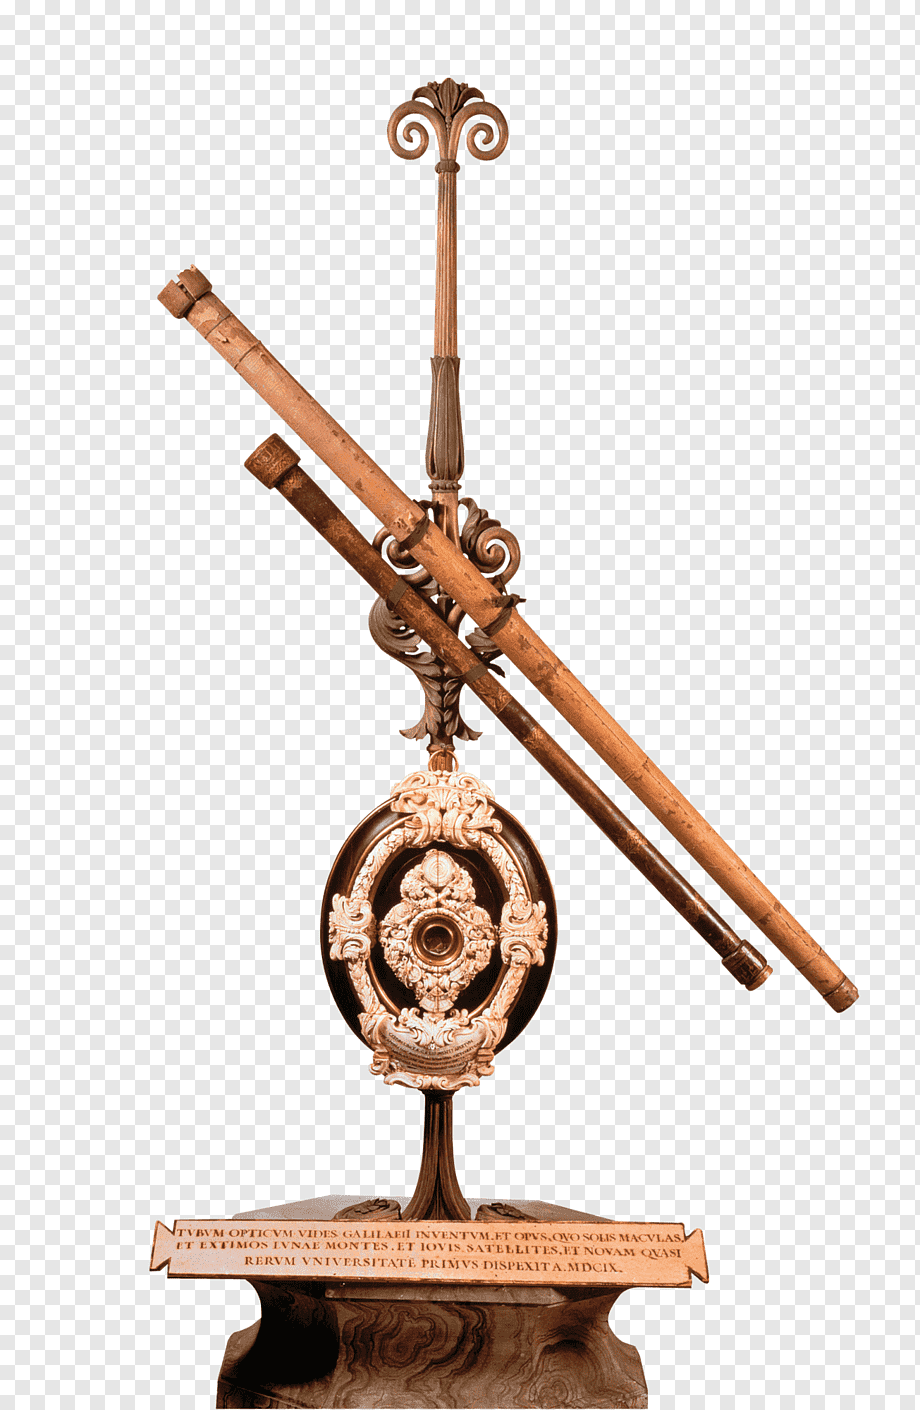 TVBVM OPTICVM VIDES GALILAEII INVENTVM.ET OPVS,QVO SOLIS MACVLAS
ET EXTIMOS LVNAE MONTES,ET IOVIS SATELLITES,ET NOVAM QVASI
RERVM VNIVERSITATE PRIMVS DISPEXIT A.MDCIX.